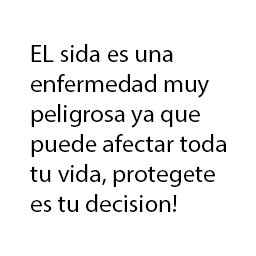 EL sida es una
enfermedad muy
peligrosa ya que
puede afectar toda
tu vida, protegete
es tu decision!